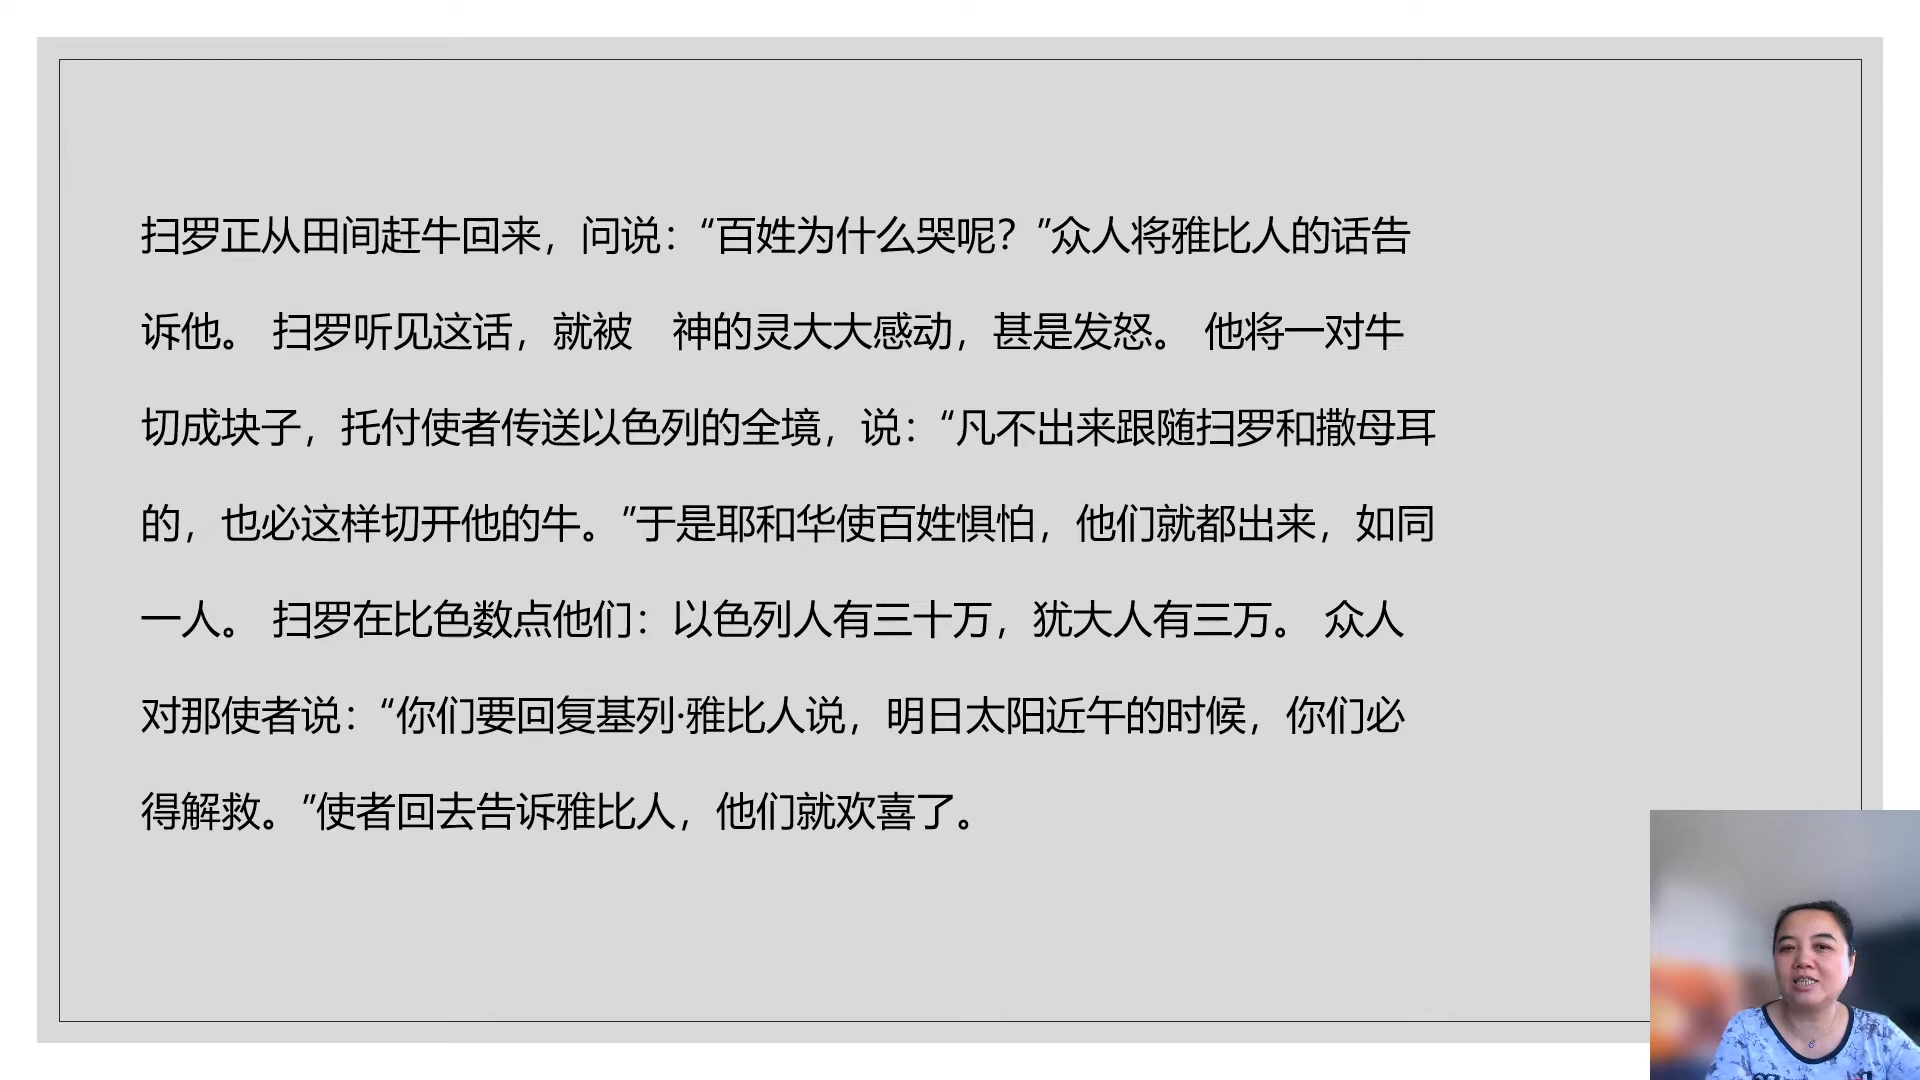 扫罗正从田间赶牛回来，问说：“百姓为什么哭呢？”众人将雅比人的话告
诉他。 扫罗听见这话，就被　神的灵大大感动，甚是发怒。 他将一对牛
切成块子，托付使者传送以色列的全境，说：“凡不出来跟随扫罗和撒母耳
的，也必这样切开他的牛。”于是耶和华使百姓惧怕，他们就都出来，如同
一人。 扫罗在比色数点他们：以色列人有三十万，犹大人有三万。 众人
对那使者说：“你们要回复基列·雅比人说，明日太阳近午的时候，你们必
得解救。”使者回去告诉雅比人，他们就欢喜了。